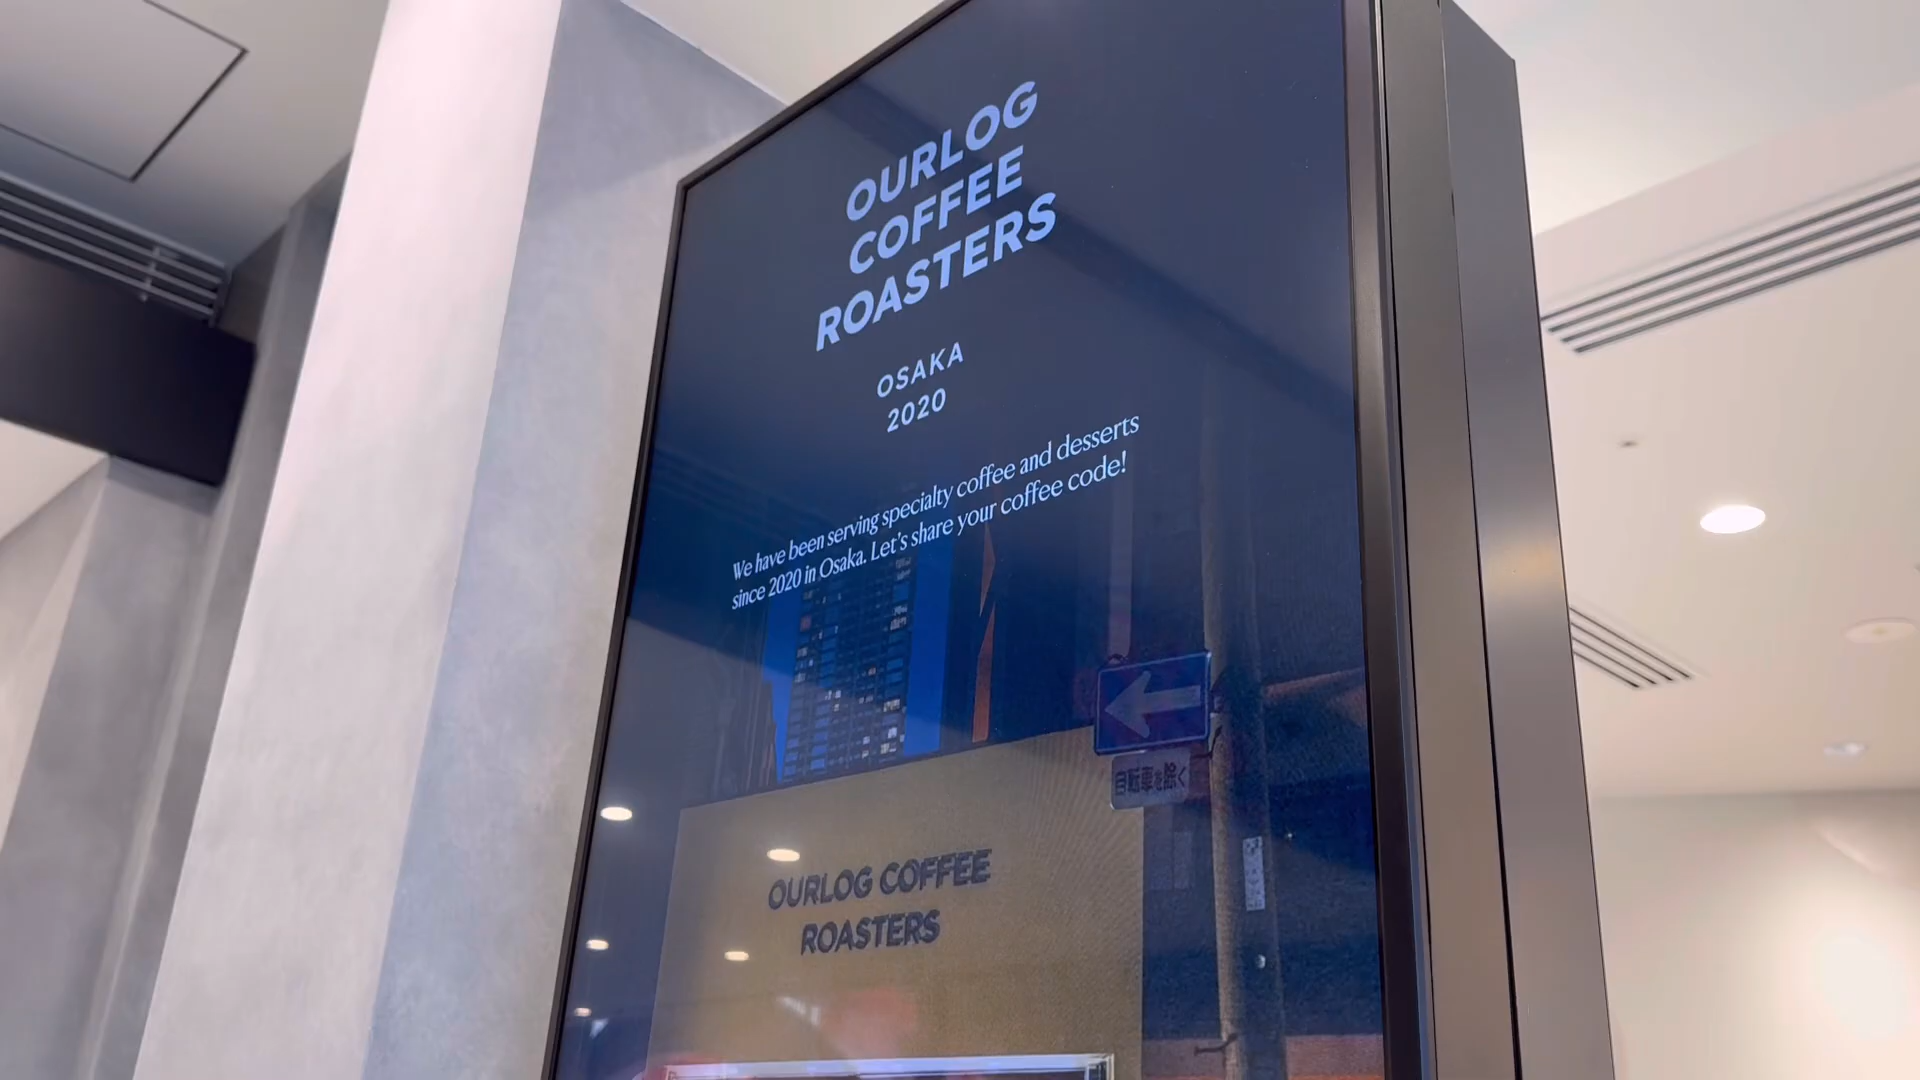 OURLOG
COFFEE
ROASTERS
OSAKA
2020
We have been serving specialty coffee and desserts
since 2020 in Osaka. Let's share your coffee code!
自転車を除く
OURLOG COFFEE
ROASTERS